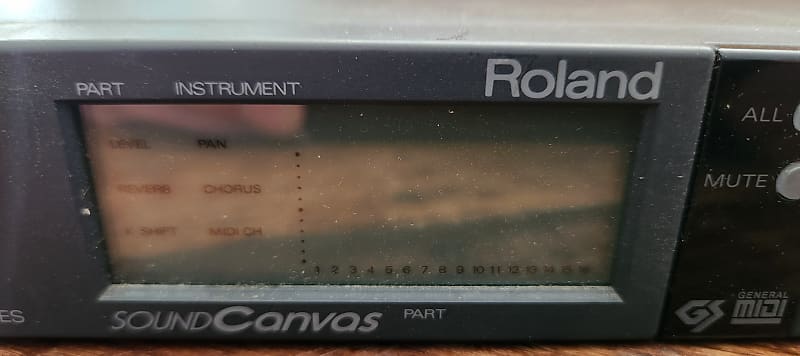 PART INSTRUMENT Roland
ALL
LEVEL PAN
MUTE
REVERB CHORUS
K SHIFT MIDI CH
1 2 3 4 5 6 7 8 9 10 11 12 13 14 15 16
ES SOUND Canvas PART GS GENERAL MIDI